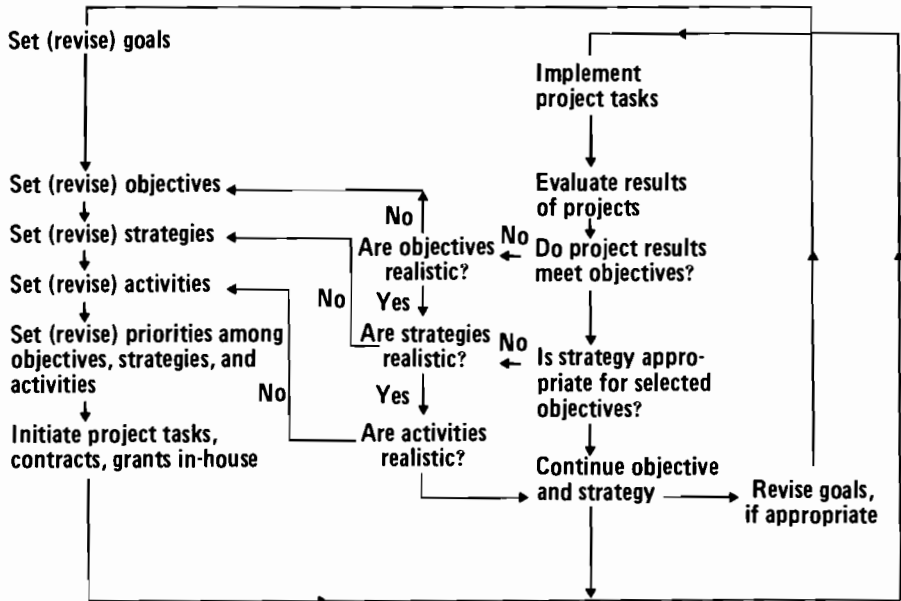 Set (revise) goals
Set (revise) objectives
Set (revise) strategies
Set (revise) activities
Set (revise) priorities among
objectives, strategies, and
activities
Initiate project tasks,
contracts, grants in-house
No
Are objectives
realistic?
Yes
No
Are strategies
realistic?
Yes
No
Are activities
realistic?
Implement
project tasks
Evaluate results
of projects
No
Do project results
meet objectives?
No
Is strategy appro-
priate for selected
objectives?
Continue objective
and strategy
Revise goals,
if appropriate